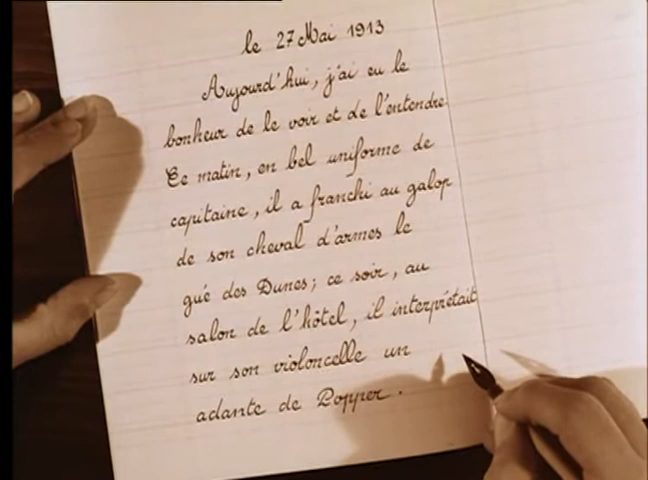 le 27 Mai 1913
Aujourd'hui, j'ai eu le
bonheur de le voir et de l'entendre.
Ce matin, en bel uniforme de
capitaine, il a franchi au galop
de son cheval d'armes le
gué des Dunes; ce soir, au
salon de l'hôtel, il interprétait
sur son violoncelle un
adante de Popper.